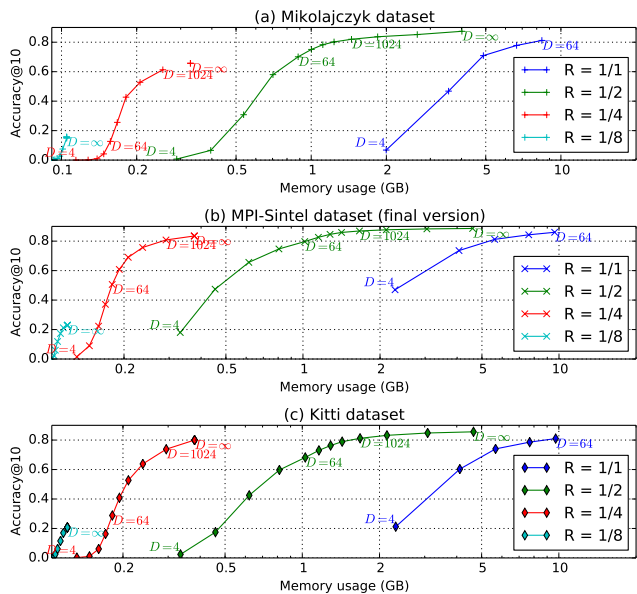 (a) Mikolajczyk dataset
Accuracy@10
0.8
0.6
0.4
0.2
0.0
D=4
D=∞
D=64
D=1024
D=∞
D=4
D=64
D=1024
D=∞
D=4
D=64
R = 1/1
R = 1/2
R = 1/4
R = 1/8
0.1 0.2 0.5 1 2 5 10
Memory usage (GB)
(b) MPI-Sintel dataset (final version)
Accuracy@10
0.8
0.6
0.4
0.2
0.0
D=4
D=∞
D=64
D=1024
D=∞
D=4
D=64
D=1024
D=∞
D=4
D=64
R = 1/1
R = 1/2
R = 1/4
R = 1/8
0.2 0.5 1 2 5 10
Memory usage (GB)
(c) Kitti dataset
Accuracy@10
0.8
0.6
0.4
0.2
0.0
D=4
D=∞
D=64
D=1024
D=∞
D=4
D=64
D=1024
D=∞
D=4
D=64
R = 1/1
R = 1/2
R = 1/4
R = 1/8
0.2 0.5 1 2 5 10
Memory usage (GB)